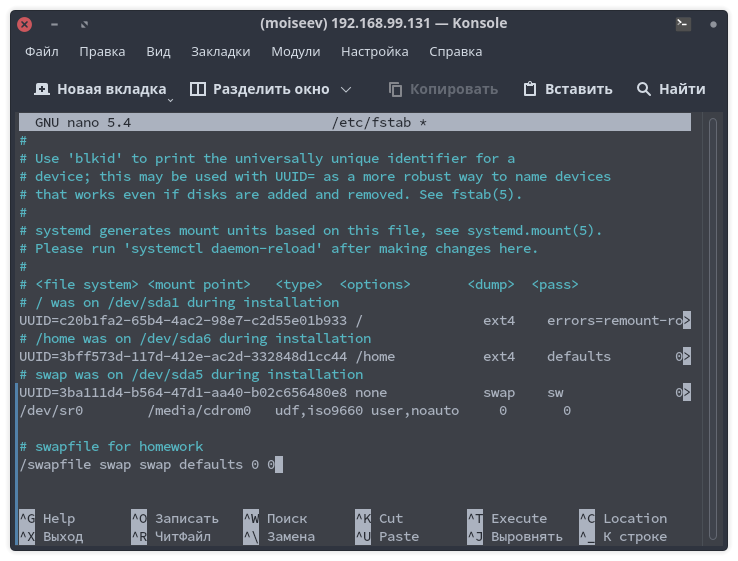 (moiseev) 192.168.99.131 — Konsole
Файл Правка Вид Закладки Модули Настройка Справка
Новая вкладка Разделить окно Копировать Вставить Найти
GNU nano 5.4 /etc/fstab *
#
# Use 'blkid' to print the universally unique identifier for a
# device; this may be used with UUID= as a more robust way to name devices
# that works even if disks are added and removed. See fstab(5).
#
# systemd generates mount units based on this file, see systemd.mount(5).
# Please run 'systemctl daemon-reload' after making changes here.
#
# <file system> <mount point>   <type>  <options>       <dump>  <pass>
# / was on /dev/sda1 during installation
UUID=c20b1fa2-65b4-4ac2-98e7-c2d55e01b933 /               ext4    errors=remount-ro>
# /home was on /dev/sda6 during installation
UUID=3bff573d-117d-412e-ac2d-332848d1cc44 /home           ext4    defaults        0>
# swap was on /dev/sda5 during installation
UUID=3ba111d4-b564-47d1-aa40-b02c656480e8 none            swap    sw              0>
/dev/sr0        /media/cdrom0   udf,iso9660 user,noauto     0       0
# swapfile for homework
/swapfile swap swap defaults 0 0
^G Help ^O Записать ^W Поиск ^K Cut ^T Execute ^C Location
^X Выход ^R ЧитФайл ^\ Замена ^U Paste ^J Выровнять ^_ К строке